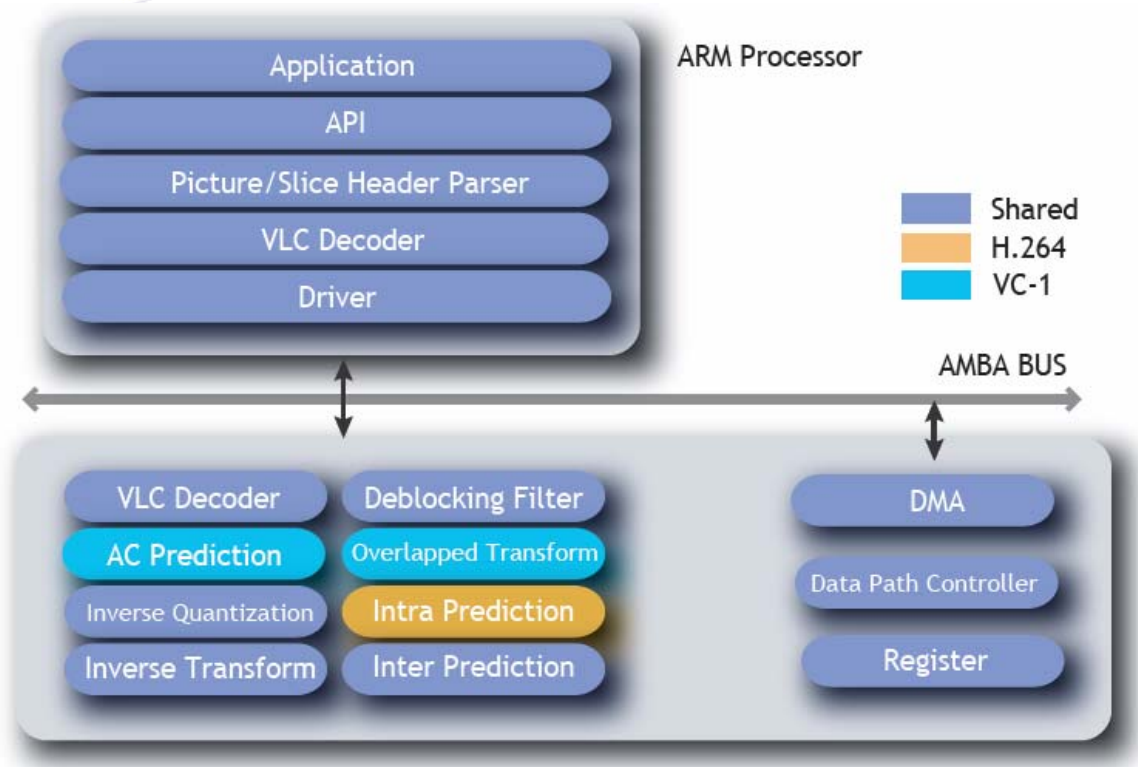 Application
ARM Processor
API
Picture/Slice Header Parser
VLC Decoder
Driver
Shared
H.264
VC-1
AMBA BUS
VLC Decoder
Deblocking Filter
AC Prediction
Overlapped Transform
Inverse Quantization
Intra Prediction
Inverse Transform
Inter Prediction
DMA
Data Path Controller
Register